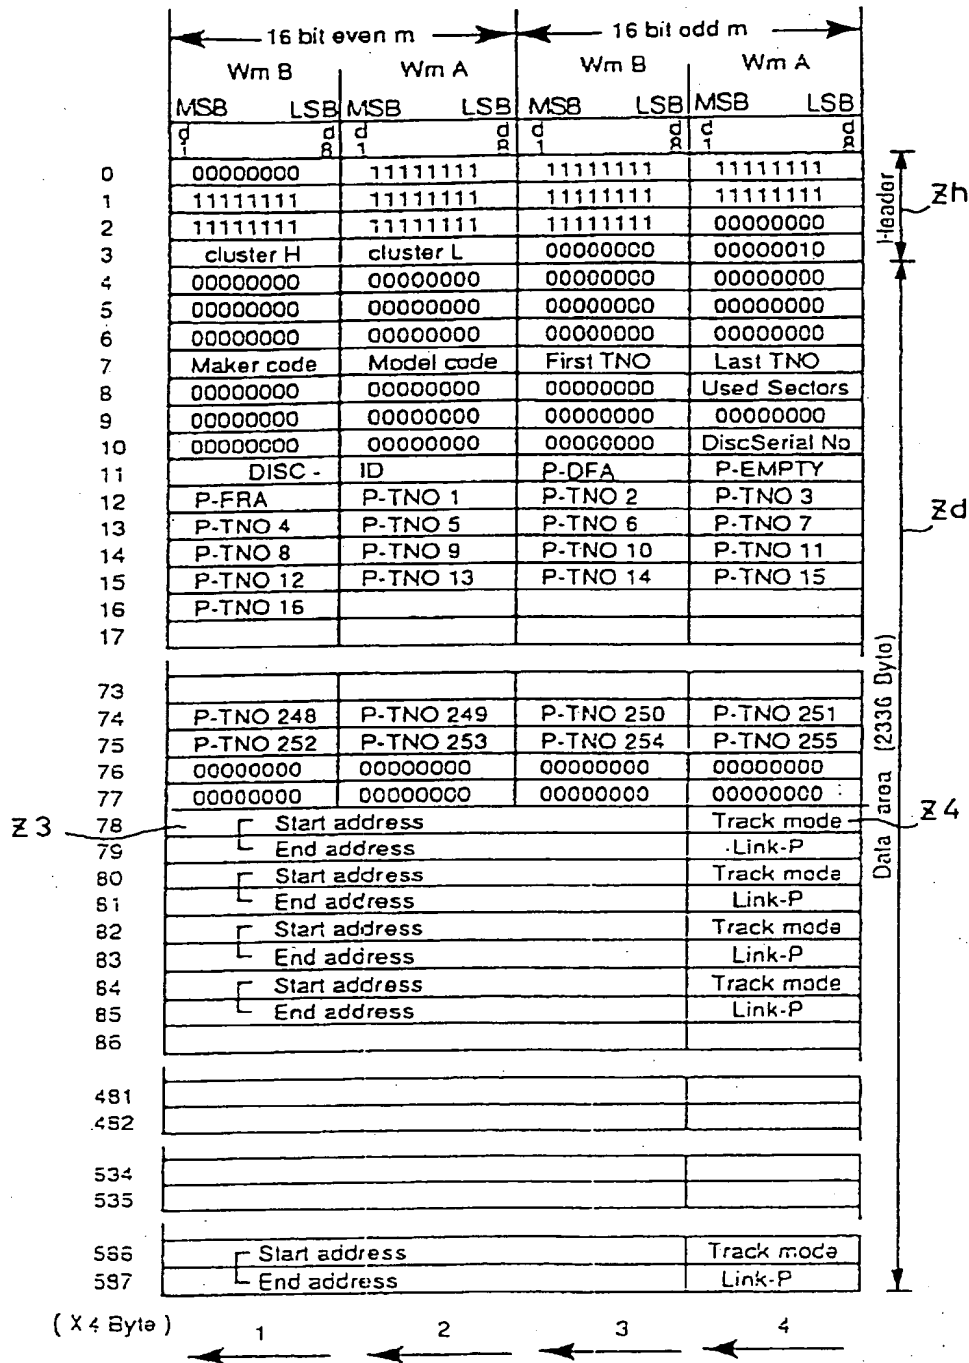 16 bit even m 16 bit odd m
Wm B Wm A Wm B Wm A
MSB LSB MSB LSB MSB LSB MSB LSB
d1 d8 d1 d8 d1 d8 d1 d8
0 00000000 11111111 11111111 11111111
1 11111111 11111111 11111111 11111111
2 11111111 11111111 11111111 00000000
3 cluster H cluster L 00000000 00000010
Header
Zh
4 00000000 00000000 00000000 00000000
5 00000000 00000000 00000000 00000000
6 00000000 00000000 00000000 00000000
7 Maker code Model code First TNO Last TNO
8 00000000 00000000 00000000 Used Sectors
9 00000000 00000000 00000000 00000000
10 00000000 00000000 00000000 DiscSerial No
11 DISC - ID P-DFA P-EMPTY
12 P-FRA P-TNO 1 P-TNO 2 P-TNO 3
13 P-TNO 4 P-TNO 5 P-TNO 6 P-TNO 7
14 P-TNO 8 P-TNO 9 P-TNO 10 P-TNO 11
15 P-TNO 12 P-TNO 13 P-TNO 14 P-TNO 15
16 P-TNO 16
17
Zd
73
74 P-TNO 248 P-TNO 249 P-TNO 250 P-TNO 251
75 P-TNO 252 P-TNO 253 P-TNO 254 P-TNO 255
76 00000000 00000000 00000000 00000000
77 00000000 00000000 00000000 00000000
Data area (2336 Byte)
Z3 78 Start address Track mode Z4
79 End address Link-P
80 Start address Track mode
81 End address Link-P
82 Start address Track mode
83 End address Link-P
84 Start address Track mode
85 End address Link-P
86
481
482
534
535
586 Start address Track mode
587 End address Link-P
( X 4 Byte ) 1 2 3 4